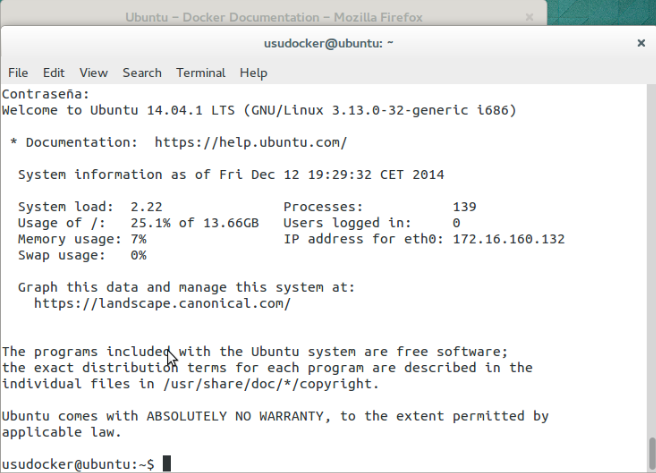 Ubuntu - Docker Documentation - Mozilla Firefox
usudocker@ubuntu: ~
File Edit View Search Terminal Help
Contraseña:
Welcome to Ubuntu 14.04.1 LTS (GNU/Linux 3.13.0-32-generic i686)
* Documentation: https://help.ubuntu.com/
System information as of Fri Dec 12 19:29:32 CET 2014
System load: 2.22 Processes: 139
Usage of /: 25.1% of 13.66GB Users logged in: 0
Memory usage: 7% IP address for eth0: 172.16.160.132
Swap usage: 0%
Graph this data and manage this system at:
https://landscape.canonical.com/
The programs included with the Ubuntu system are free software;
the exact distribution terms for each program are described in the
individual files in /usr/share/doc/*/copyright.
Ubuntu comes with ABSOLUTELY NO WARRANTY, to the extent permitted by
applicable law.
usudocker@ubuntu:~$